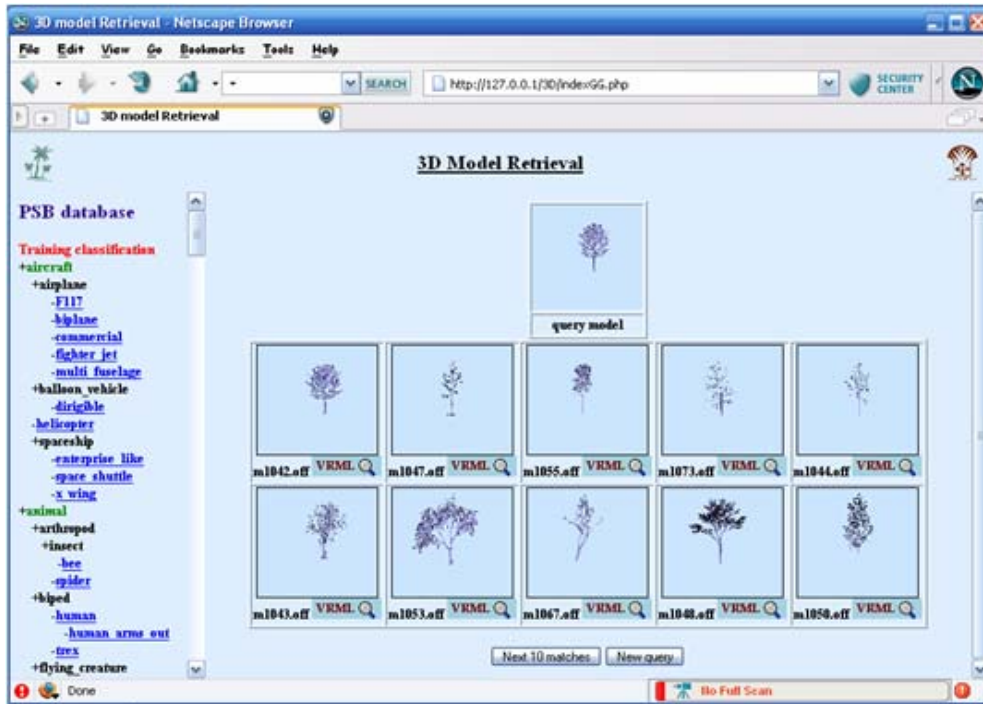 3D model Retrieval - Netscape Browser
File Edit View Go Bookmarks Tools Help
SEARCH http://127.0.0.1/3D/indexGG.php SECURITY CENTER N
3D model Retrieval
3D Model Retrieval
PSB database
Training classification
+aircraft
+airplane
-F117
-biplane
-commercial
-fighter_jet
-multi_fuselage
+balloon_vehicle
-dirigible
-helicopter
+spaceship
-enterprise_like
-space_shuttle
-x_wing
+animal
+arthropod
+insect
-bee
-spider
+biped
-human
-human_arms_out
-trex
+flying_creature
query model
m1042.off VRML m1047.off VRML m1055.off VRML m1073.off VRML m1044.off VRML
m1043.off VRML m1053.off VRML m1067.off VRML m1048.off VRML m1050.off VRML
Next 10 matches New query
Done No Full Scan